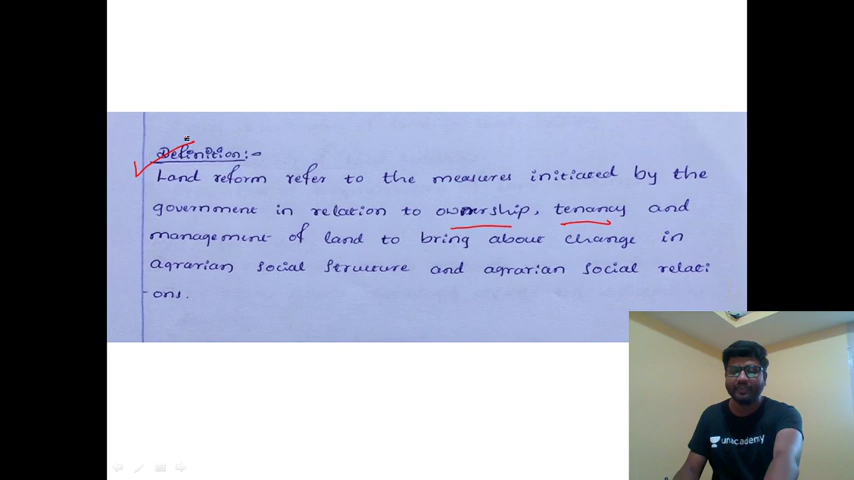 Definition:-
Land reform refer to the measures initiated by the
government in relation to ownership, tenancy and
management of land to bring about change in
agrarian social structure and agrarian social relati
-ons.
unacademy